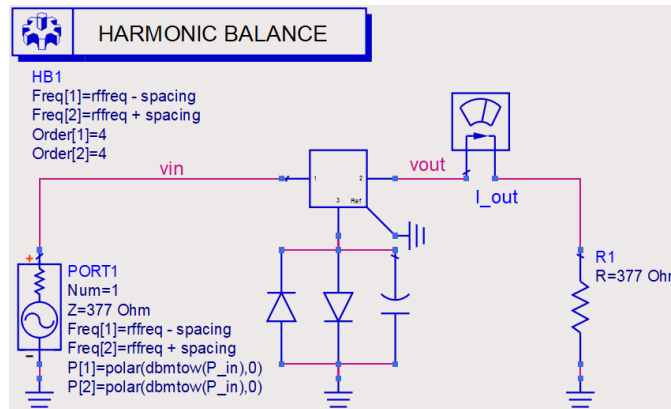 HARMONIC BALANCE
HB1
Freq[1]=rffreq - spacing
Freq[2]=rffreq + spacing
Order[1]=4
Order[2]=4
vin
1
2
3
Ref
vout
I_out
+
PORT1
Num=1
Z=377 Ohm
Freq[1]=rffreq - spacing
Freq[2]=rffreq + spacing
P[1]=polar(dbmtow(P_in),0)
P[2]=polar(dbmtow(P_in),0)
-
R1
R=377 Ohm